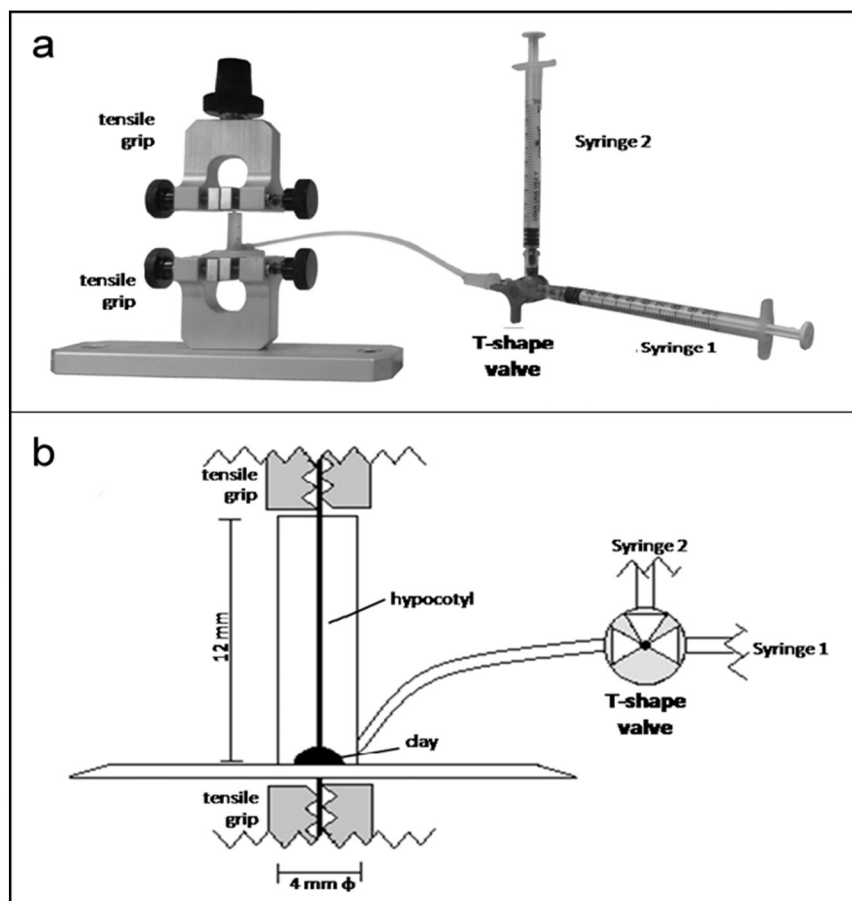 a
tensile
grip
Syringe 2
tensile
grip
T-shape
valve
Syringe 1
b
tensile
grip
Syringe 2
hypocotyl
12 mm
Syringe 1
T-shape
valve
clay
tensile
grip
4 mm ϕ